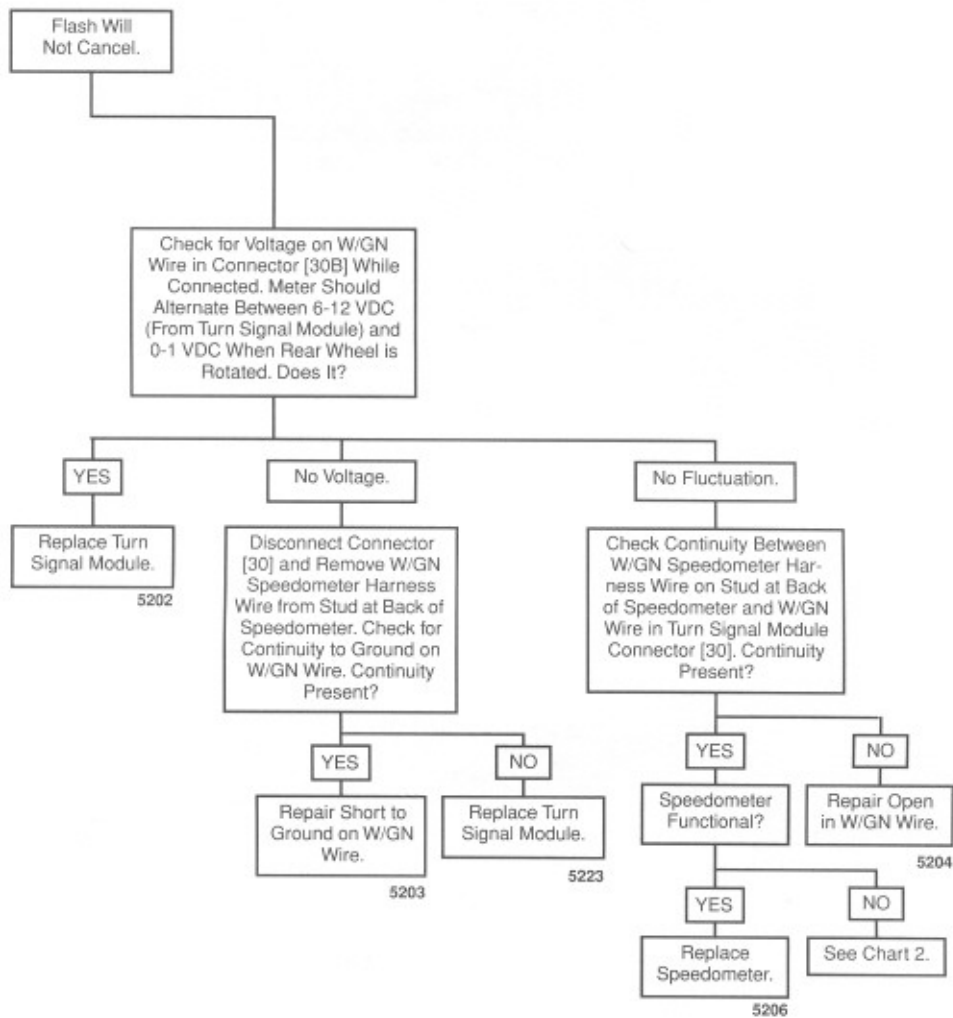 Flash Will
Not Cancel.
Check for Voltage on W/GN
Wire in Connector [30B] While
Connected. Meter Should
Alternate Between 6-12 VDC
(From Turn Signal Module) and
0-1 VDC When Rear Wheel is
Rotated. Does It?
YES
Replace Turn
Signal Module.
5202
No Voltage.
Disconnect Connector
[30] and Remove W/GN
Speedometer Harness
Wire from Stud at Back of
Speedometer. Check for
Continuity to Ground on
W/GN Wire. Continuity
Present?
YES
Repair Short to
Ground on W/GN
Wire.
5203
NO
Replace Turn
Signal Module.
5223
No Fluctuation.
Check Continuity Between
W/GN Speedometer Har-
ness Wire on Stud at Back
of Speedometer and W/GN
Wire in Turn Signal Module
Connector [30]. Continuity
Present?
YES
Speedometer
Functional?
YES
Replace
Speedometer.
5206
NO
See Chart 2.
NO
Repair Open
in W/GN Wire.
5204